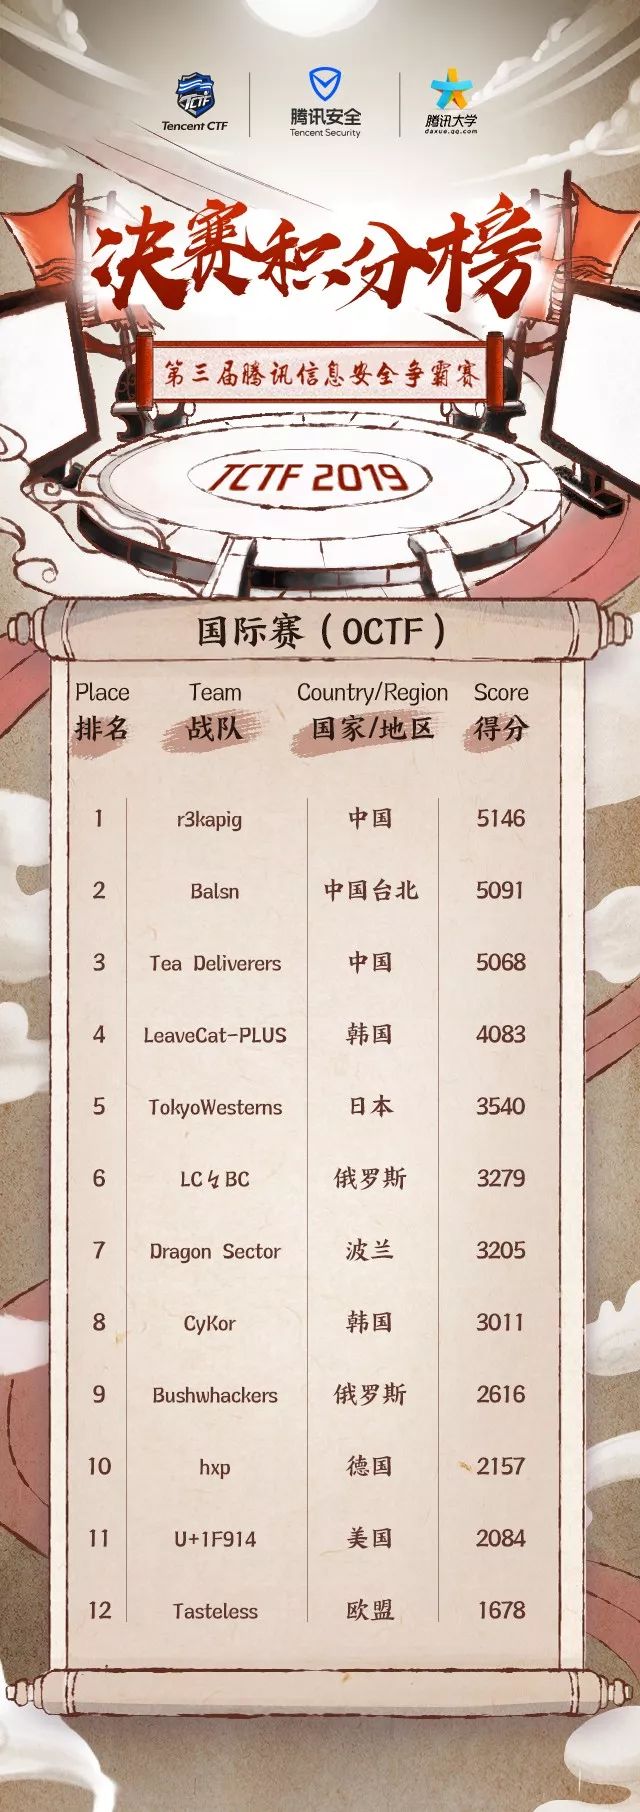 TCTF
Tencent CTF
腾讯安全
Tencent Security
腾讯大学
daxue.qq.com
决赛积分榜
第三届腾讯信息安全争霸赛
TCTF 2019
国际赛（0CTF）
Place Team Country/Region Score
排名 战队 国家/地区 得分
1 r3kapig 中国 5146
2 Balsn 中国台北 5091
3 Tea Deliverers 中国 5068
4 LeaveCat-PLUS 韩国 4083
5 TokyoWesterns 日本 3540
6 LC↯BC 俄罗斯 3279
7 Dragon Sector 波兰 3205
8 CyKor 韩国 3011
9 Bushwhackers 俄罗斯 2616
10 hxp 德国 2157
11 U+1F914 美国 2084
12 Tasteless 欧盟 1678